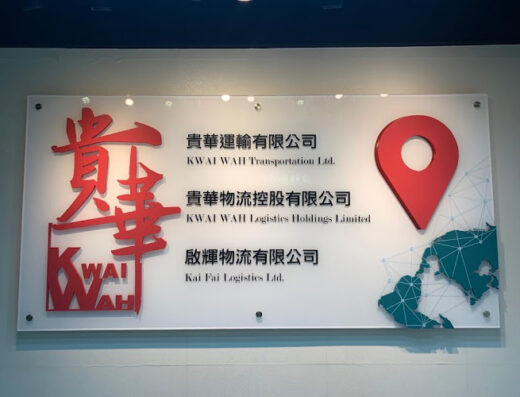 貴華
KWAI
WAH
貴華運輸有限公司
KWAI WAH Transportation Ltd.
貴華物流控股有限公司
KWAI WAH Logistics Holdings Limited
啟輝物流有限公司
Kai Fai Logistics Ltd.